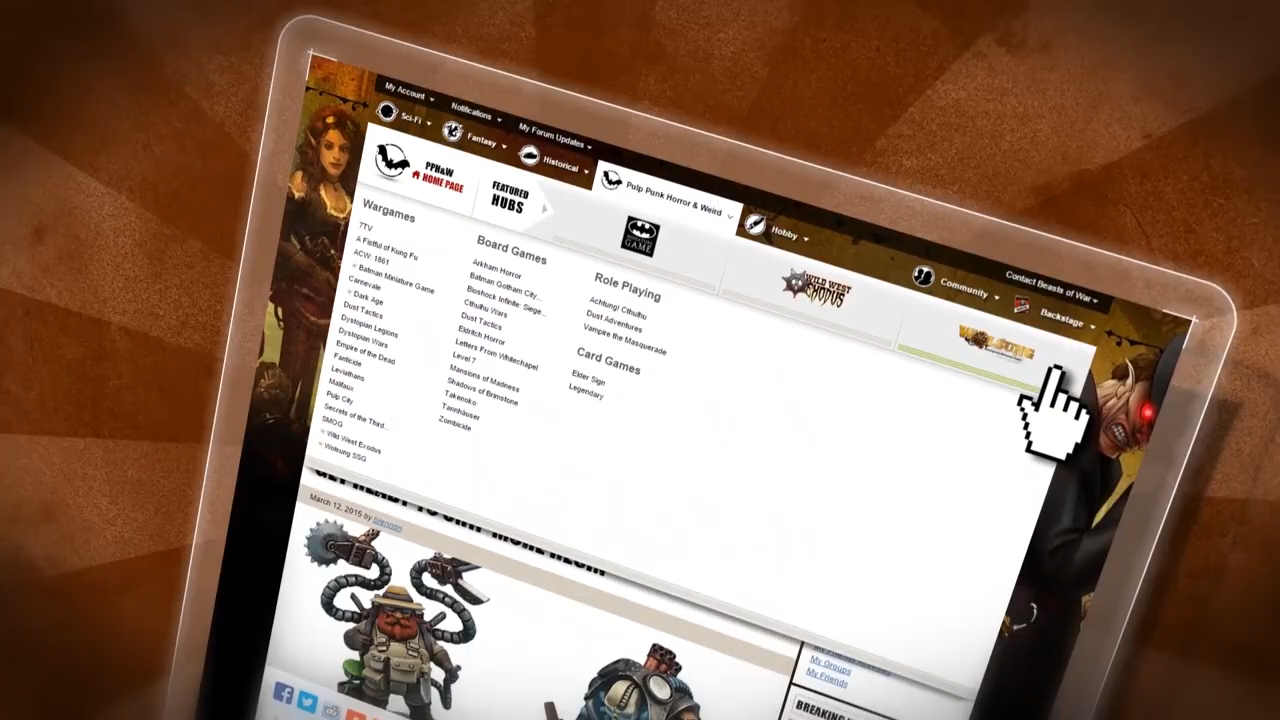 My Account
Notifications
My Forum Updates
Contact Beasts of War
Sci-Fi
Fantasy
Historical
Pulp Punk Horror & Weird
Hobby
Community
Backstage
PPH&W
HOME PAGE
FEATURED
HUBS
MINIATURE
GAME
WILD WEST
EXODUS
WOLSUNG
Wargames
7TV
A Fistful of Kung Fu
ACW: 1861
Batman Miniature Game
Carnevale
Dark Age
Dust Tactics
Dystopian Legions
Dystopian Wars
Empire of the Dead
Fanticide
Leviathans
Malifaux
Pulp City
Secrets of the Third...
SMOG
Wild West Exodus
Wolsung SSG
Board Games
Arkham Horror
Batman Gotham City...
Bioshock Infinite: Siege...
Cthulhu Wars
Dust Tactics
Eldritch Horror
Letters From Whitechapel
Level 7
Mansions of Madness
Shadows of Brimstone
Takenoko
Tannhäuser
Zombicide
Role Playing
Achtung! Cthulhu
Dust Adventures
Vampire the Masquerade
Card Games
Elder Sign
Legendary
March 12, 2015 by
My Groups
My Friends
BREAKING